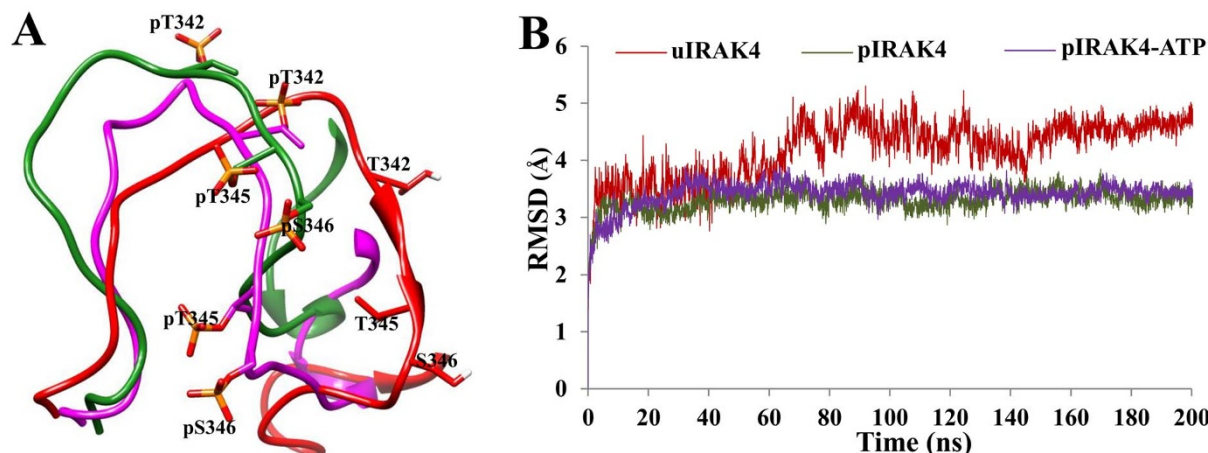 A
pT342
pT342
T342
pT345
pS346
pT345
T345
S346
pS346
B
uIRAK4 pIRAK4 pIRAK4-ATP
RMSD (Å)
6
5
4
3
2
1
0
0 20 40 60 80 100 120 140 160 180 200
Time (ns)